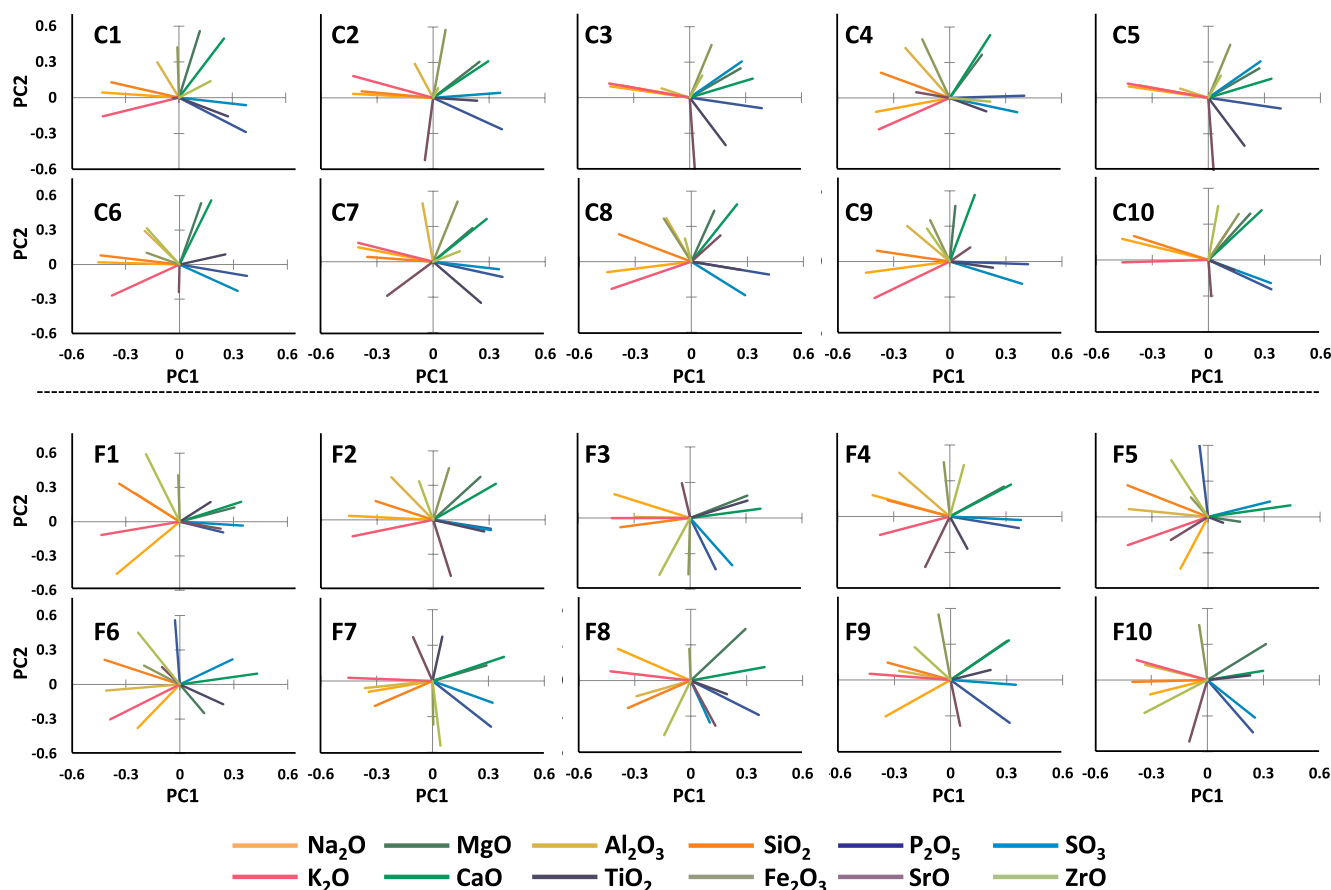 0.6 C1 C2 C3 C4 C5
0.3
PC2 0
-0.3
-0.6
0.6 C6 C7 C8 C9 C10
0.3
PC2 0
-0.3
-0.6
-0.6 -0.3 0 0.3 0.6 -0.3 0 0.3 0.6 -0.6 -0.3 0 0.3 0.6 -0.6 -0.3 0 0.3 0.6 -0.6 -0.3 0 0.3 0.6
PC1 PC1 PC1 PC1 PC1
0.6 F1 F2 F3 F4 F5
0.3
PC2 0
-0.3
-0.6
0.6 F6 F7 F8 F9 F10
0.3
PC2 0
-0.3
-0.6
-0.6 -0.3 0 0.3 0.6 -0.3 0 0.3 0.6 -0.6 -0.3 0 0.3 0.6 -0.6 -0.3 0 0.3 0.6 -0.6 -0.3 0 0.3 0.6
PC1 PC1 PC1 PC1 PC1
Na₂O MgO Al₂O₃ SiO₂ P₂O₅ SO₃
K₂O CaO TiO₂ Fe₂O₃ SrO ZrO